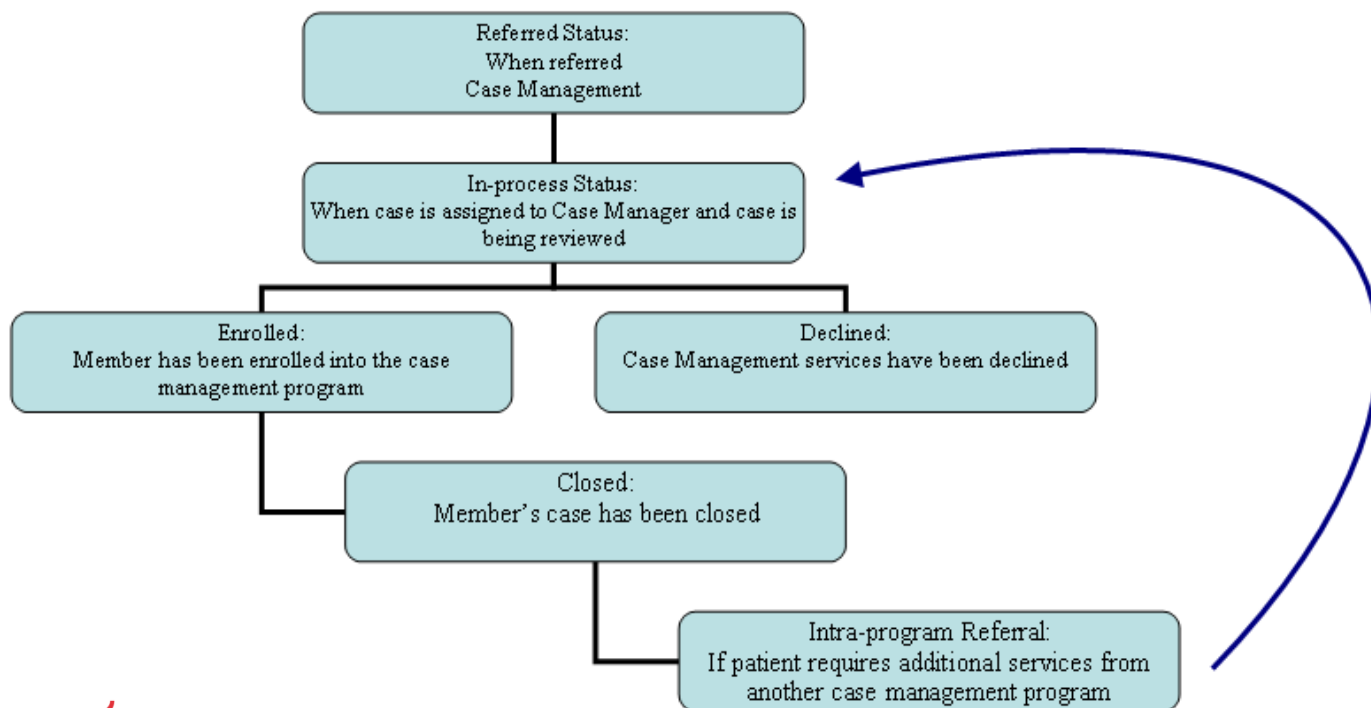 Referred Status:
When referred
Case Management
In-process Status:
When case is assigned to Case Manager and case is
being reviewed
Enrolled:
Member has been enrolled into the case
management program
Declined:
Case Management services have been declined
Closed:
Member's case has been closed
Intra-program Referral:
If patient requires additional services from
another case management program